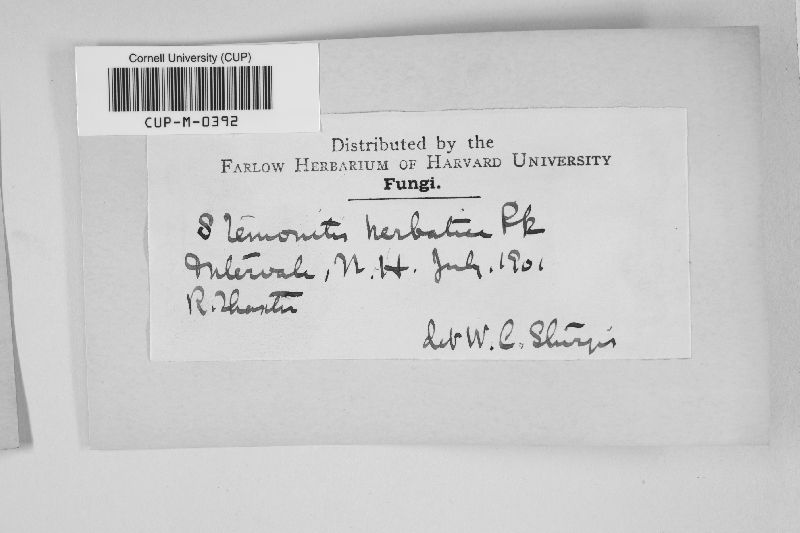 Cornell University (CUP)
CUP-M-0392
Distributed by the
FARLOW HERBARIUM OF HARVARD UNIVERSITY
Fungi.
Stemonitis herbatica Pk
Intervale, N. H. July. 1901
R. Thaxter
det W. C. Sturgis